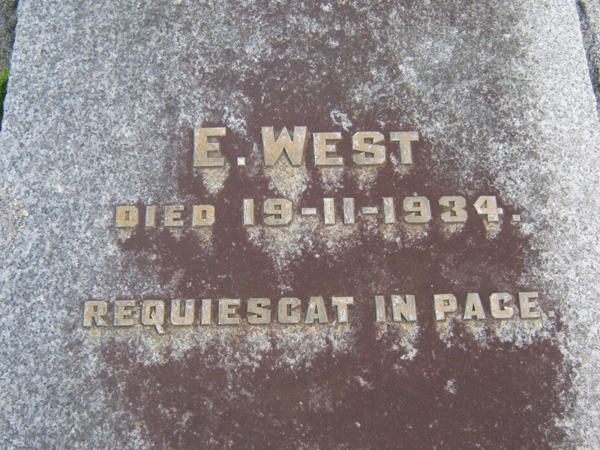 E. WEST
DIED 19-11-1934.
REQUIESCAT IN PACE.